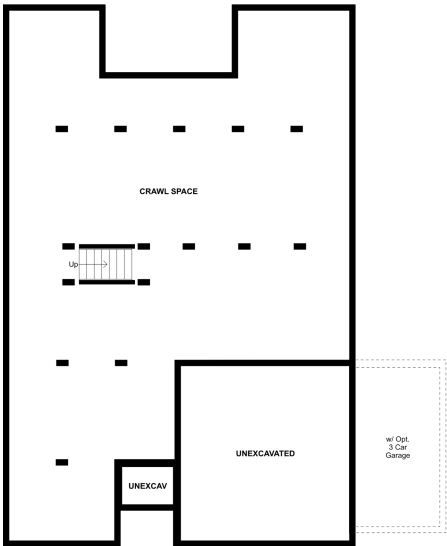 CRAWL SPACE
Up
w/ Opt.
3 Car
Garage
UNEXCAVATED
UNEXCAV